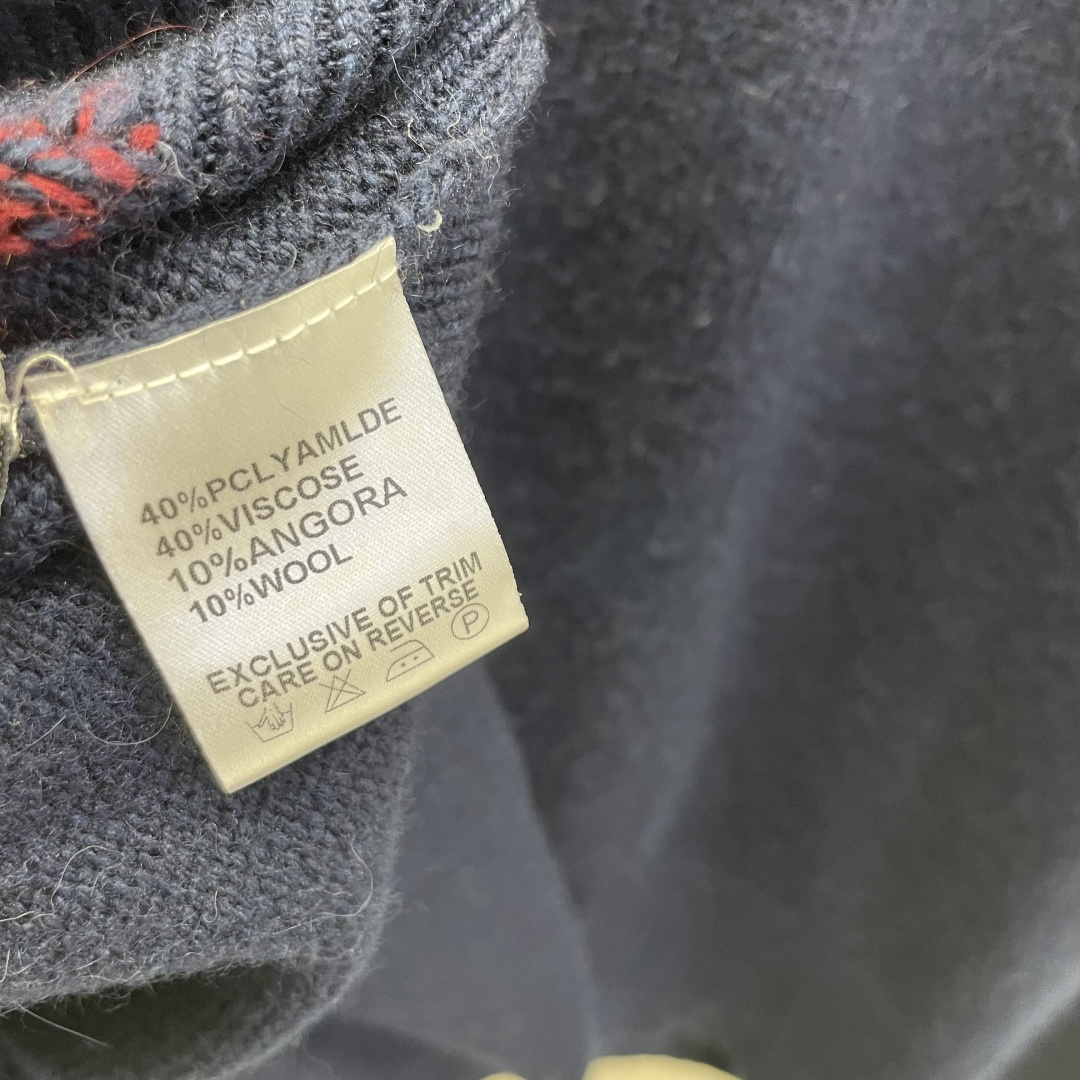 40%PCLYAMLDE
40%VISCOSE
10%ANGORA
10%WOOL
EXCLUSIVE OF TRIM
CARE ON REVERSE
P